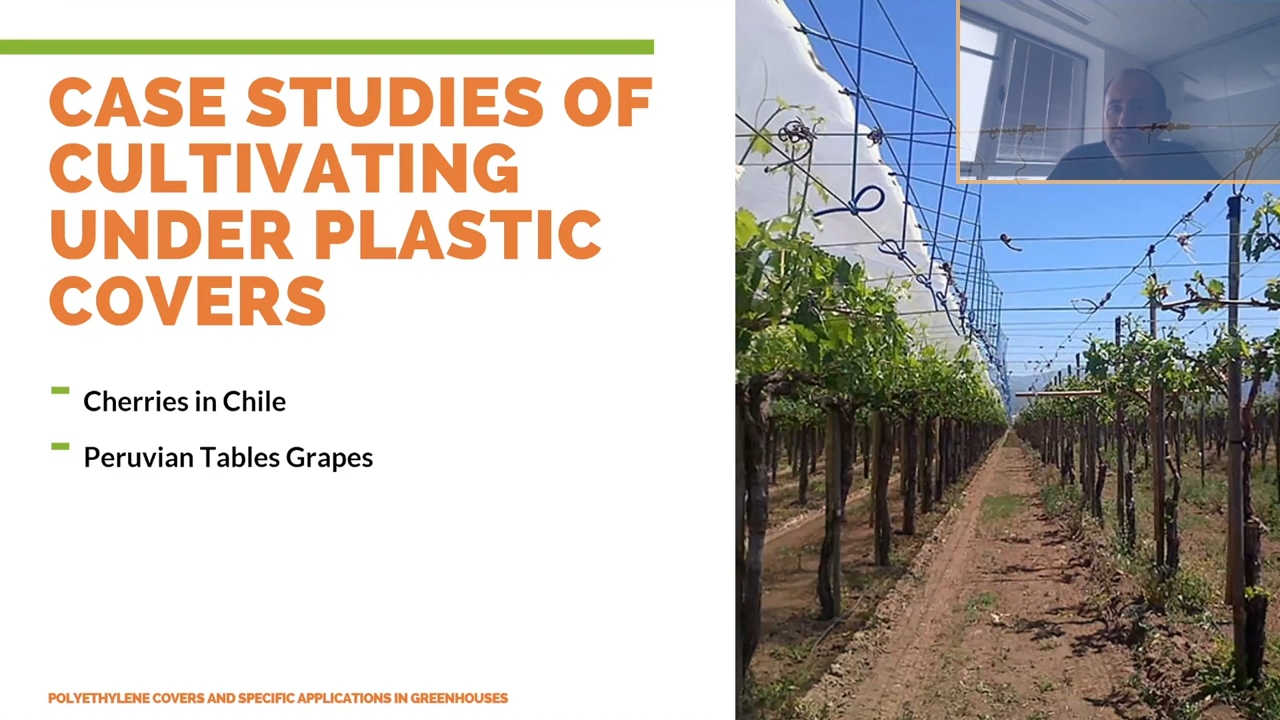 CASE STUDIES OF
CULTIVATING
UNDER PLASTIC
COVERS
Cherries in Chile
Peruvian Tables Grapes
POLYETHYLENE COVERS AND SPECIFIC APPLICATIONS IN GREENHOUSES